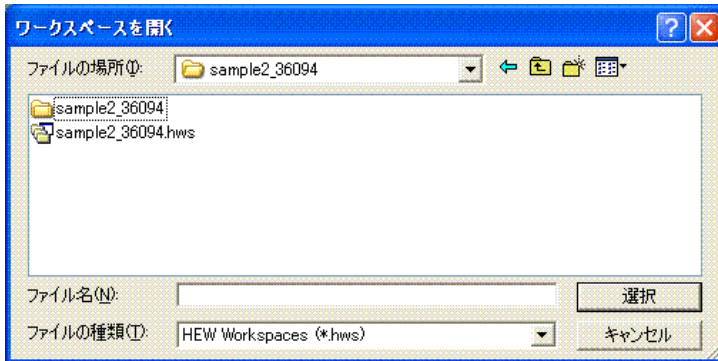 ワークスペースを開く
ファイルの場所(I): sample2_36094
sample2_36094
sample2_36094.hws
ファイル名(N): 選択
ファイルの種類(T): HEW Workspaces (*.hws) キャンセル